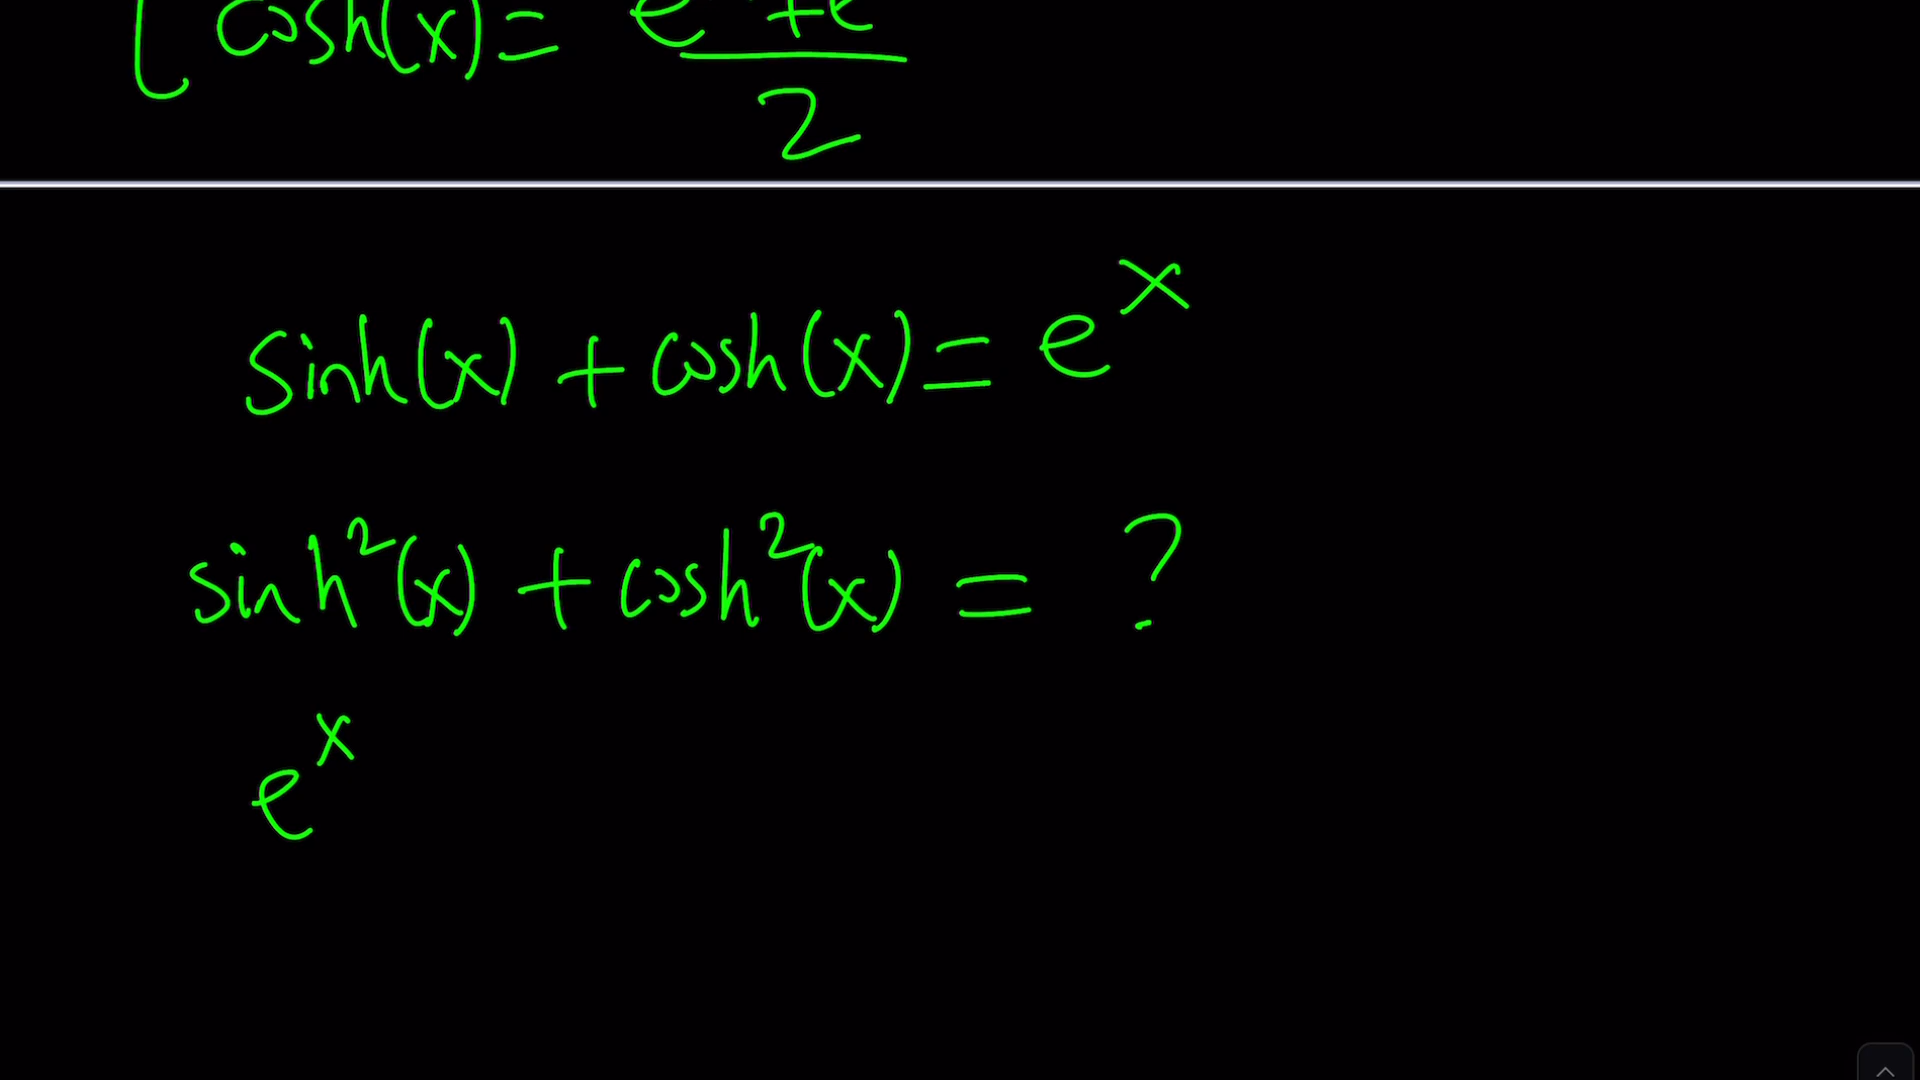 cosh(x) = e + e
2
sinh(x) + cosh(x) = e^x
sinh²(x) + cosh²(x) = ?
e^x